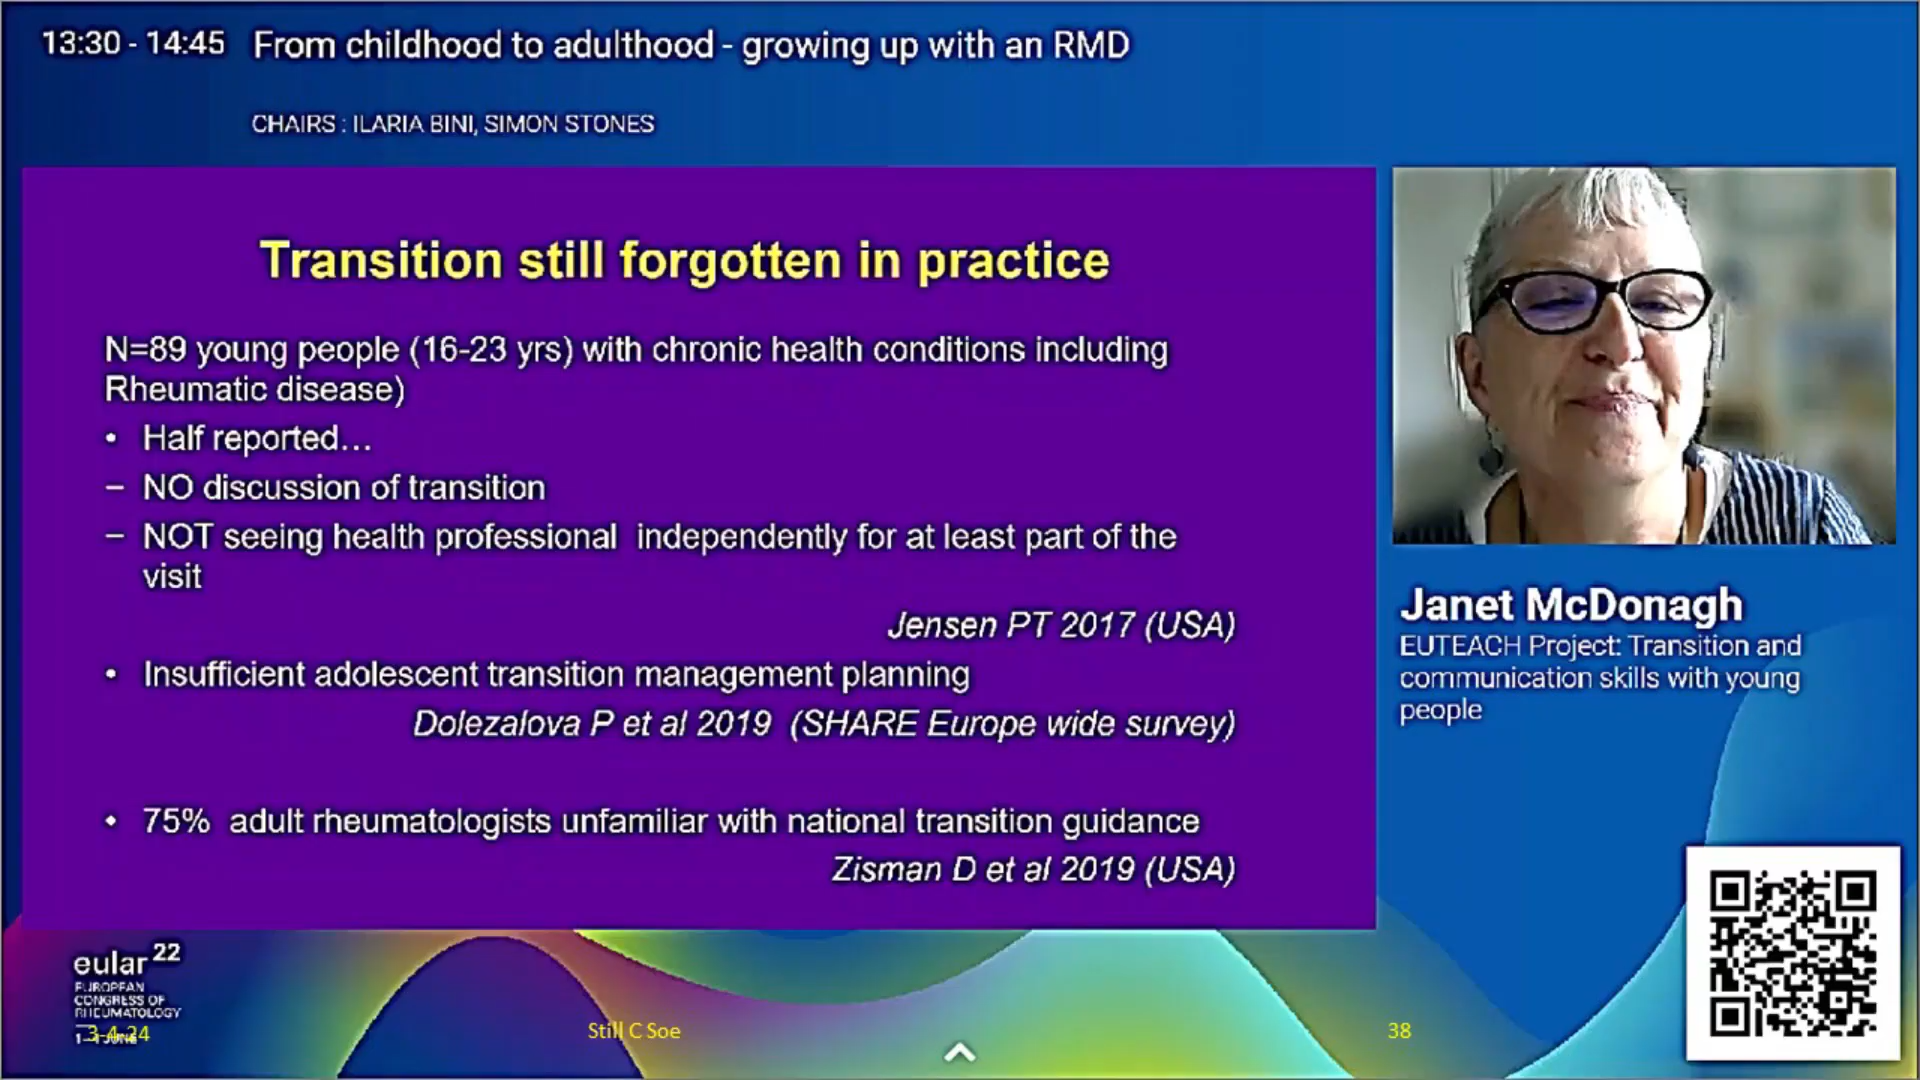 13:30 - 14:45 From childhood to adulthood - growing up with an RMD
CHAIRS : ILARIA BINI, SIMON STONES
Transition still forgotten in practice
N=89 young people (16-23 yrs) with chronic health conditions including
Rheumatic disease)
• Half reported...
– NO discussion of transition
– NOT seeing health professional independently for at least part of the
visit
Jensen PT 2017 (USA)
• Insufficient adolescent transition management planning
Dolezalova P et al 2019 (SHARE Europe wide survey)
• 75% adult rheumatologists unfamiliar with national transition guidance
Zisman D et al 2019 (USA)
Janet McDonagh
EUTEACH Project: Transition and
communication skills with young
people
eular 22
EUROPEAN
CONGRESS OF
RHEUMATOLOGY
3-4-24
Still C Soe
38